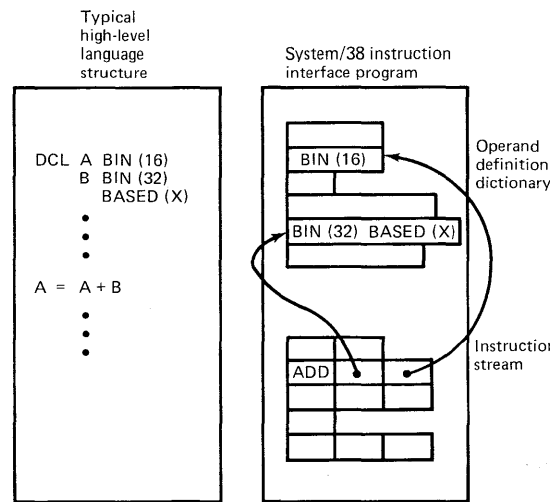 Typical
high-level
language
structure
DCL A BIN (16)
B BIN (32)
BASED (X)
A = A + B
System/38 instruction
interface program
BIN (16)
BIN (32) BASED (X)
ADD
Operand
definition
dictionary
Instruction
stream